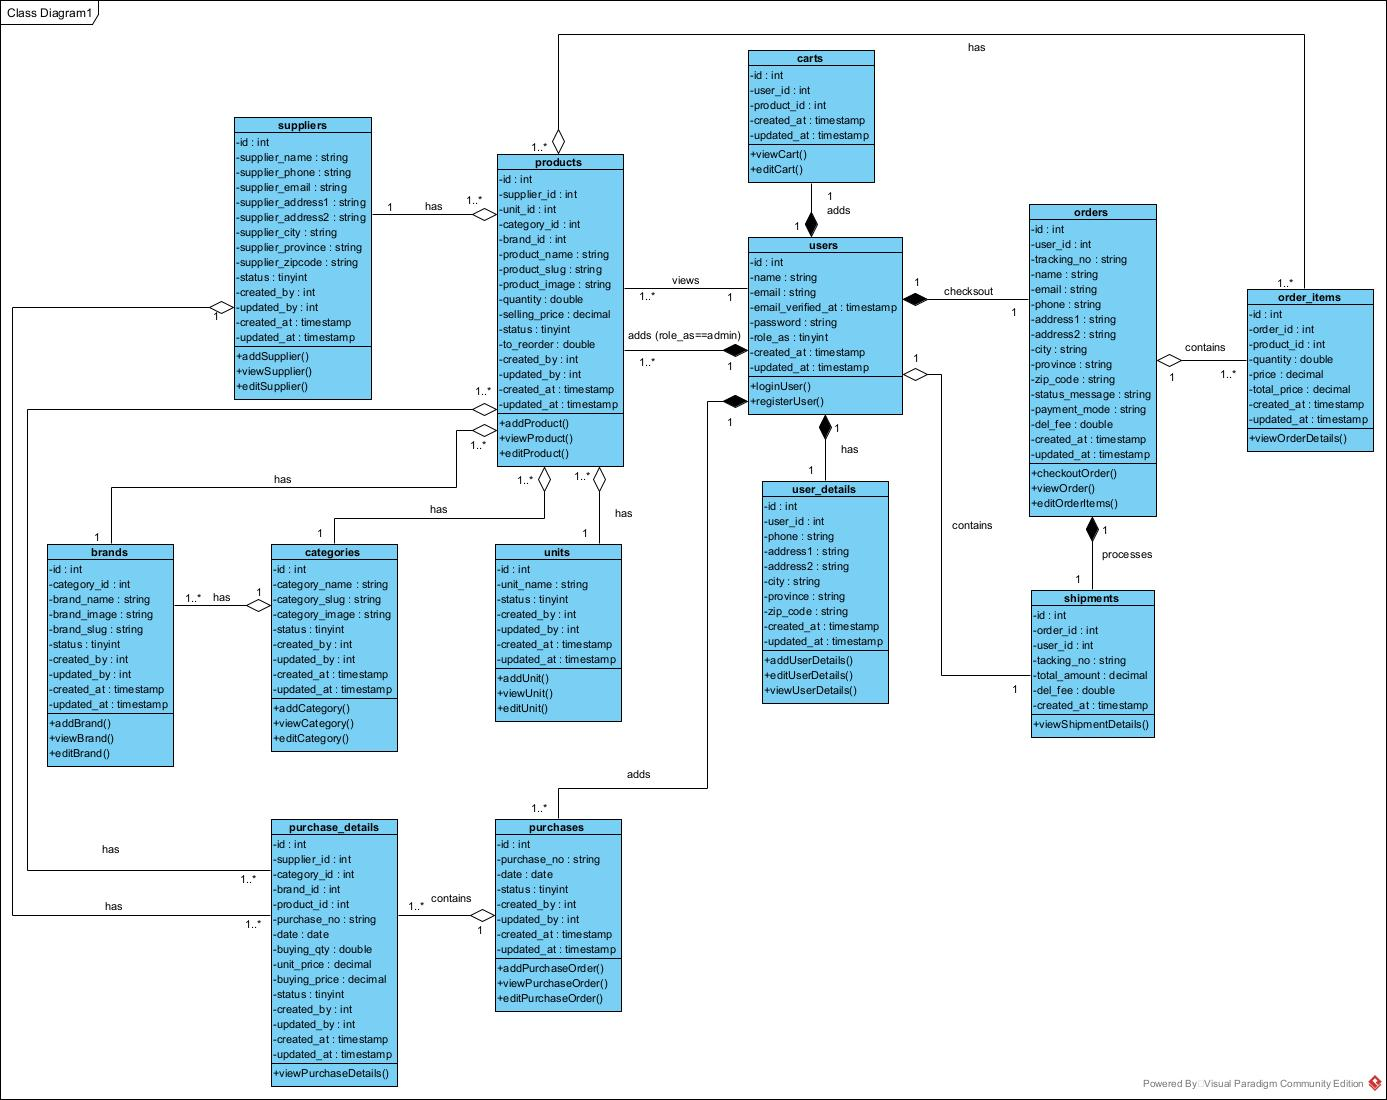 Class Diagram1
has
carts
-id : int
-user_id : int
-product_id : int
-created_at : timestamp
-updated_at : timestamp
+viewCart()
+editCart()
1
adds
1
suppliers
-id : int
-supplier_name : string
-supplier_phone : string
-supplier_email : string
-supplier_address1 : string
-supplier_address2 : string
-supplier_city : string
-supplier_province : string
-supplier_zipcode : string
-status : tinyint
-created_by : int
-updated_by : int
-created_at : timestamp
-updated_at : timestamp
+addSupplier()
+viewSupplier()
+editSupplier()
1
1
has
1..*
1..*
products
-id : int
-supplier_id : int
-unit_id : int
-category_id : int
-brand_id : int
-product_name : string
-product_slug : string
-product_image : string
-quantity : double
-selling_price : decimal
-status : tinyint
-to_reorder : double
-created_by : int
-updated_by : int
-created_at : timestamp
-updated_at : timestamp
+addProduct()
+viewProduct()
+editProduct()
views
1..*
1
adds (role_as==admin)
1..*
1
users
-id : int
-name : string
-email : string
-email_verified_at : timestamp
-password : string
-role_as : tinyint
-created_at : timestamp
-updated_at : timestamp
+loginUser()
+registerUser()
1
checksout
1
1
1
1
has
1
orders
-id : int
-user_id : int
-tracking_no : string
-name : string
-email : string
-phone : string
-address1 : string
-address2 : string
-city : string
-province : string
-zip_code : string
-status_message : string
-payment_mode : string
-del_fee : double
-created_at : timestamp
-updated_at : timestamp
+checkoutOrder()
+viewOrder()
+editOrderItems()
contains
1
1..*
1..*
order_items
-id : int
-order_id : int
-product_id : int
-quantity : double
-price : decimal
-total_price : decimal
-created_at : timestamp
-updated_at : timestamp
+viewOrderDetails()
1..*
1..*
1..*
1..*
has
has
has
1
1
1
brands
-id : int
-category_id : int
-brand_name : string
-brand_image : string
-brand_slug : string
-status : tinyint
-created_by : int
-updated_by : int
-created_at : timestamp
-updated_at : timestamp
+addBrand()
+viewBrand()
+editBrand()
1..*
has
1
categories
-id : int
-category_name : string
-category_slug : string
-category_image : string
-status : tinyint
-created_by : int
-updated_by : int
-created_at : timestamp
-updated_at : timestamp
+addCategory()
+viewCategory()
+editCategory()
units
-id : int
-unit_name : string
-status : tinyint
-created_by : int
-updated_by : int
-created_at : timestamp
-updated_at : timestamp
+addUnit()
+viewUnit()
+editUnit()
user_details
-id : int
-user_id : int
-phone : string
-address1 : string
-address2 : string
-city : string
-province : string
-zip_code : string
-created_at : timestamp
-updated_at : timestamp
+addUserDetails()
+editUserDetails()
+viewUserDetails()
contains
1
1
processes
1
shipments
-id : int
-order_id : int
-user_id : int
-tacking_no : string
-total_amount : decimal
-del_fee : double
-created_at : timestamp
+viewShipmentDetails()
adds
1..*
has
1..*
has
1..*
purchase_details
-id : int
-supplier_id : int
-category_id : int
-brand_id : int
-product_id : int
-purchase_no : string
-date : date
-buying_qty : double
-unit_price : decimal
-buying_price : decimal
-status : tinyint
-created_by : int
-updated_by : int
-created_at : timestamp
-updated_at : timestamp
+viewPurchaseDetails()
contains
1..*
1
purchases
-id : int
-purchase_no : string
-date : date
-status : tinyint
-created_by : int
-updated_by : int
-created_at : timestamp
-updated_at : timestamp
+addPurchaseOrder()
+viewPurchaseOrder()
+editPurchaseOrder()
Powered By Visual Paradigm Community Edition